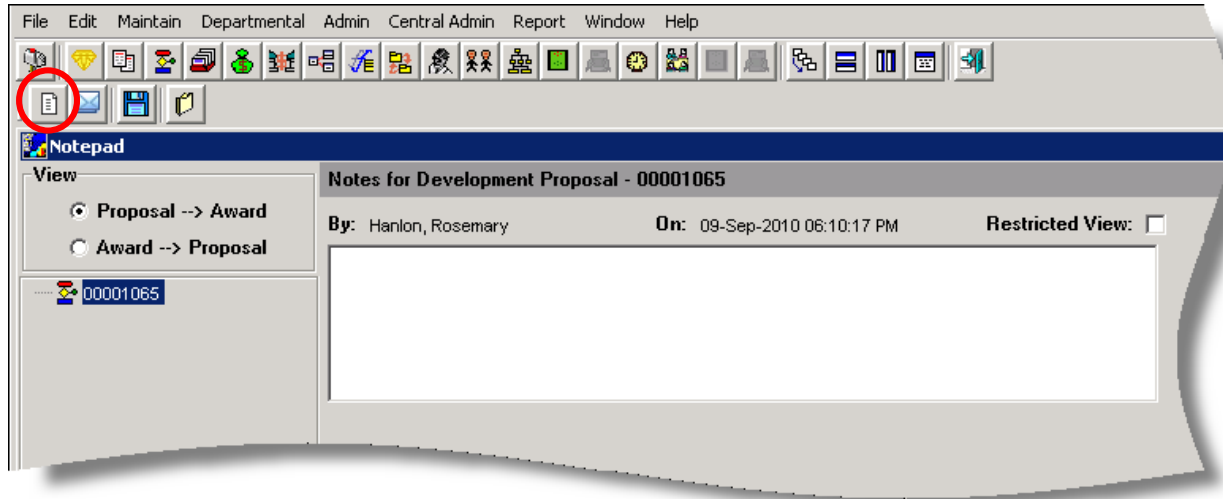 File Edit Maintain Departmental Admin Central Admin Report Window Help
Notepad
View
Proposal --> Award
Award --> Proposal
00001065
Notes for Development Proposal - 00001065
By: Hanlon, Rosemary On: 09-Sep-2010 06:10:17 PM Restricted View: